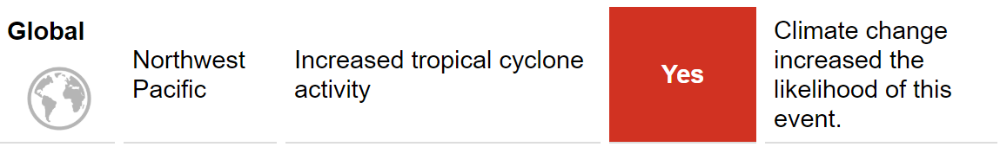 Global
Northwest
Pacific
Increased tropical cyclone
activity
Yes
Climate change
increased the
likelihood of this
event.